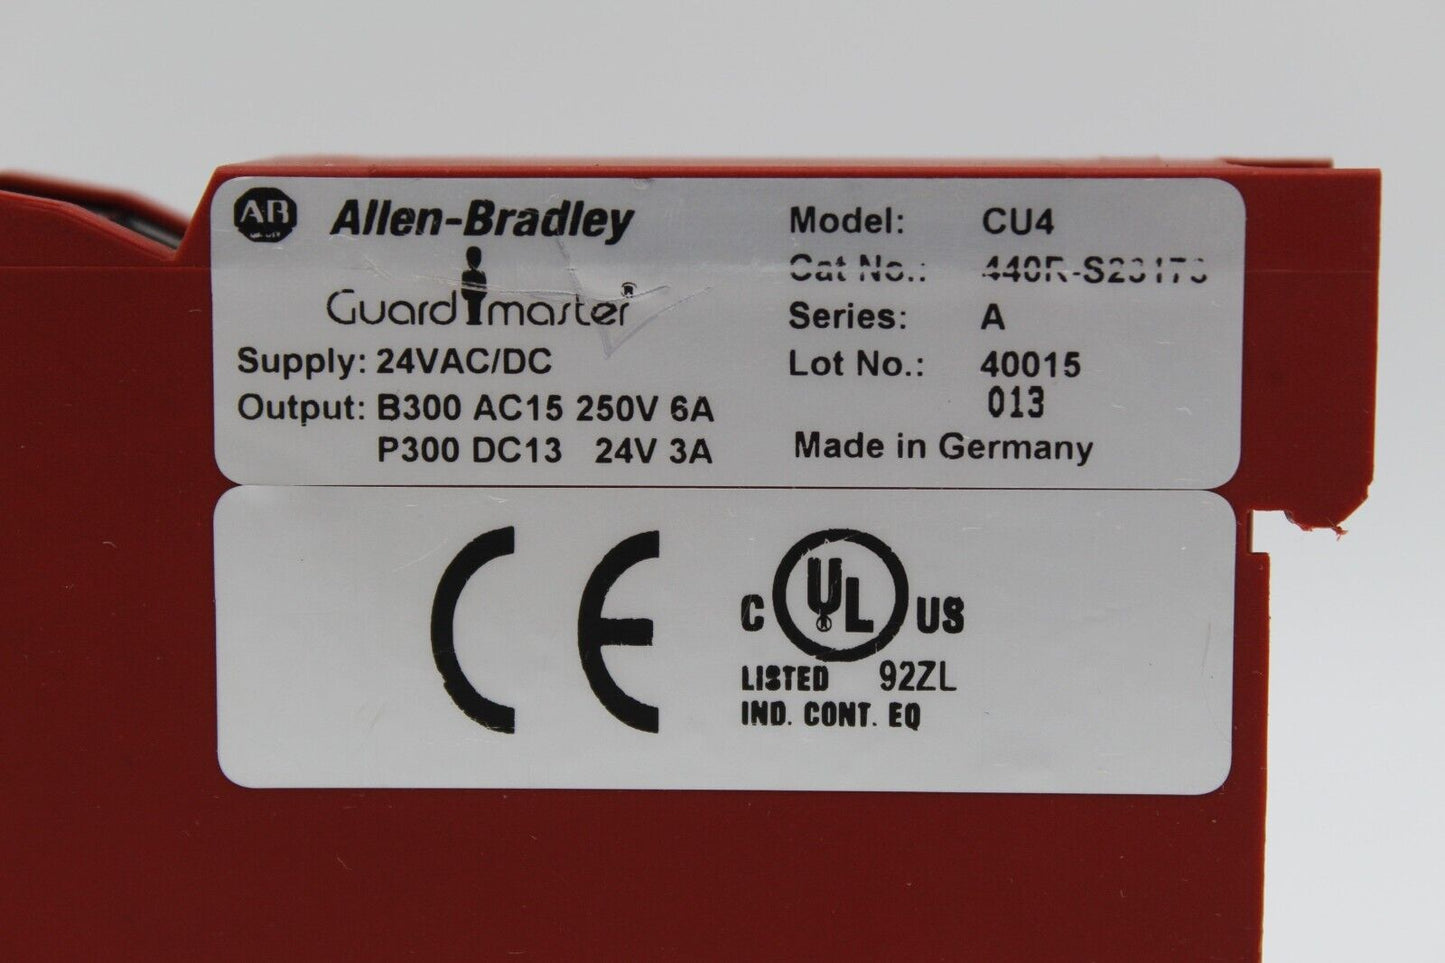 AB Allen-Bradley
Guardmaster®
Supply: 24VAC/DC
Output: B300 AC15 250V 6A
P300 DC13 24V 3A
Model: CU4
Cat No.:
Series: A
Lot No.: 40015
013
Made in Germany
CE
C UL US
LISTED 92ZL
IND. CONT. EQ